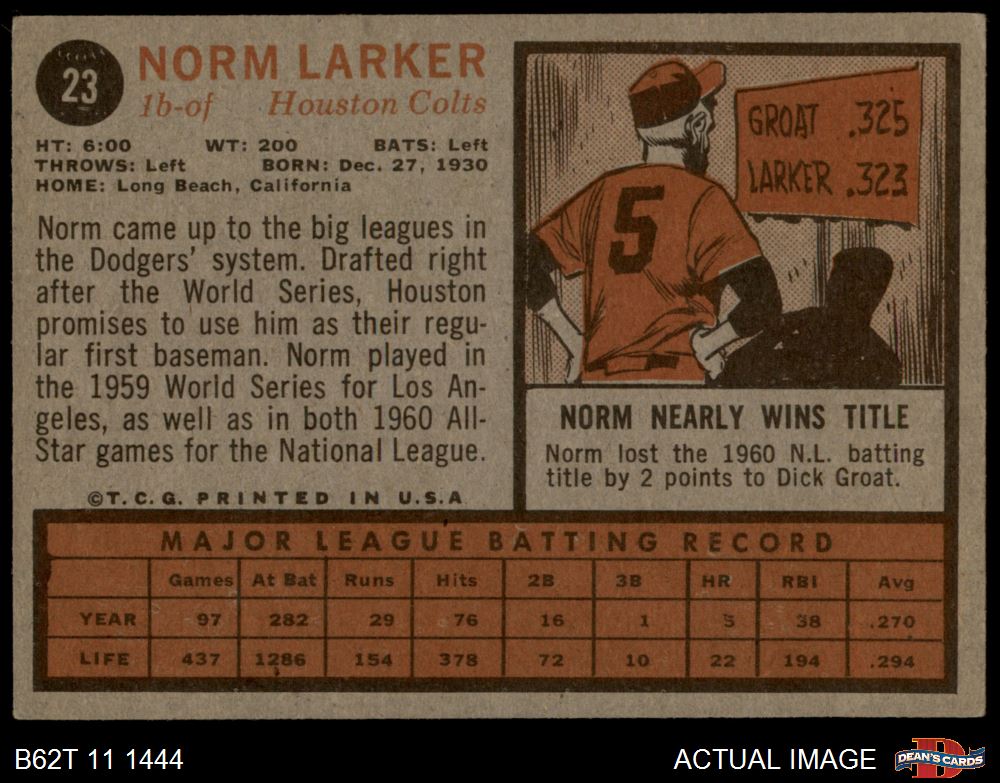 23
NORM LARKER
1b-of Houston Colts
HT: 6:00 WT: 200 BATS: Left
THROWS: Left BORN: Dec. 27, 1930
HOME: Long Beach, California
Norm came up to the big leagues in
the Dodgers' system. Drafted right
after the World Series, Houston
promises to use him as their regu-
lar first baseman. Norm played in
the 1959 World Series for Los An-
geles, as well as in both 1960 All-
Star games for the National League.
©T.C.G. PRINTED IN U.S.A
GROAT .325
LARKER .323
5
NORM NEARLY WINS TITLE
Norm lost the 1960 N.L. batting
title by 2 points to Dick Groat.
MAJOR LEAGUE BATTING RECORD
Games At Bat Runs Hits 2B 3B HR RBI Avg
YEAR 97 282 29 76 16 1 5 38 .270
LIFE 437 1286 154 378 72 10 22 194 .294
B62T 11 1444
ACTUAL IMAGE
D
DEAN'S CARDS